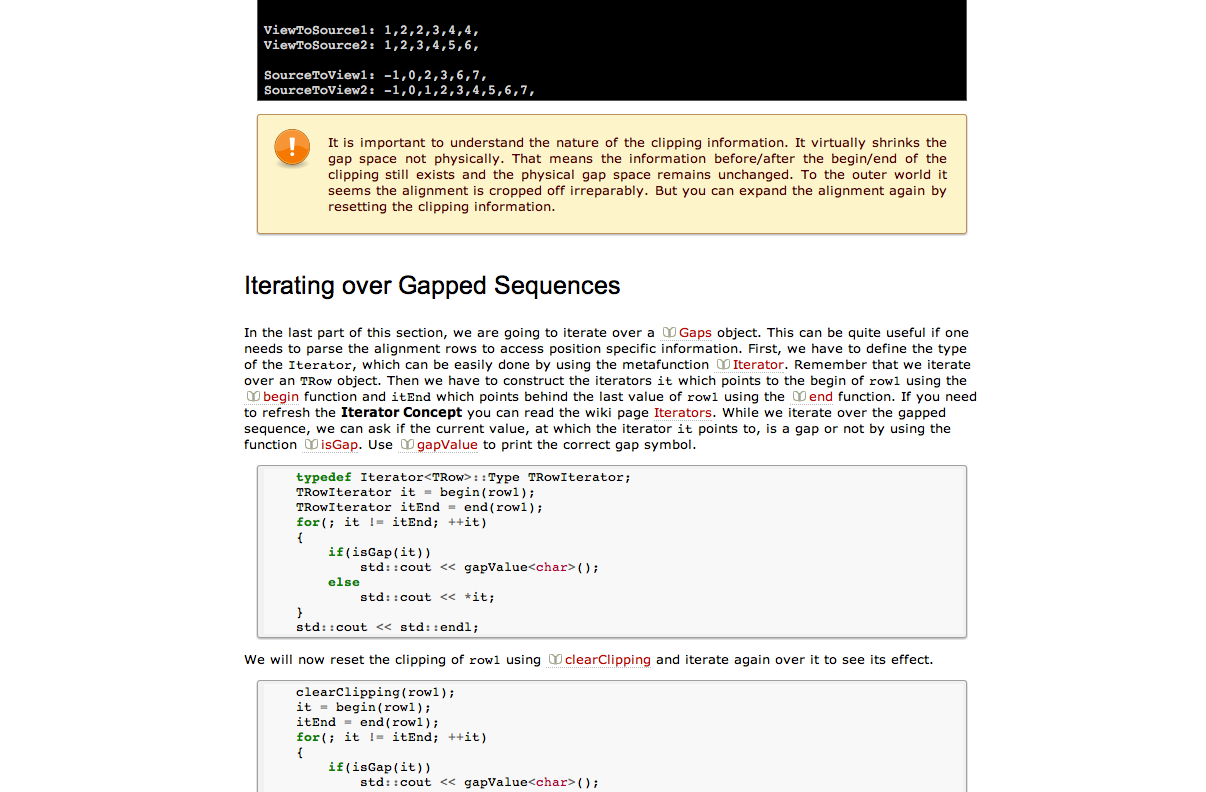 ViewToSource1: 1,2,2,3,4,4,
ViewToSource2: 1,2,3,4,5,6,
SourceToView1: -1,0,2,3,6,7,
SourceToView2: -1,0,1,2,3,4,5,6,7,
It is important to understand the nature of the clipping information. It virtually shrinks the
gap space not physically. That means the information before/after the begin/end of the
clipping still exists and the physical gap space remains unchanged. To the outer world it
seems the alignment is cropped off irreparably. But you can expand the alignment again by
resetting the clipping information.
Iterating over Gapped Sequences
In the last part of this section, we are going to iterate over a Gaps object. This can be quite useful if one
needs to parse the alignment rows to access position specific information. First, we have to define the type
of the Iterator, which can be easily done by using the metafunction Iterator. Remember that we iterate
over an TRow object. Then we have to construct the iterators it which points to the begin of row1 using the
begin function and itEnd which points behind the last value of row1 using the end function. If you need
to refresh the Iterator Concept you can read the wiki page Iterators. While we iterate over the gapped
sequence, we can ask if the current value, at which the iterator it points to, is a gap or not by using the
function isGap. Use gapValue to print the correct gap symbol.
typedef Iterator<TRow>::Type TRowIterator;
TRowIterator it = begin(row1);
TRowIterator itEnd = end(row1);
for(; it != itEnd; ++it)
{
if(isGap(it))
std::cout << gapValue<char>();
else
std::cout << *it;
}
std::cout << std::endl;
We will now reset the clipping of row1 using clearClipping and iterate again over it to see its effect.
clearClipping(row1);
it = begin(row1);
itEnd = end(row1);
for(; it != itEnd; ++it)
{
if(isGap(it))
std::cout << gapValue<char>();